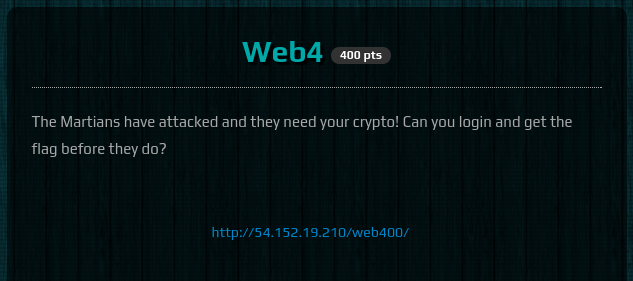 Web4 400 pts
The Martians have attacked and they need your crypto! Can you login and get the
flag before they do?
http://54.152.19.210/web400/